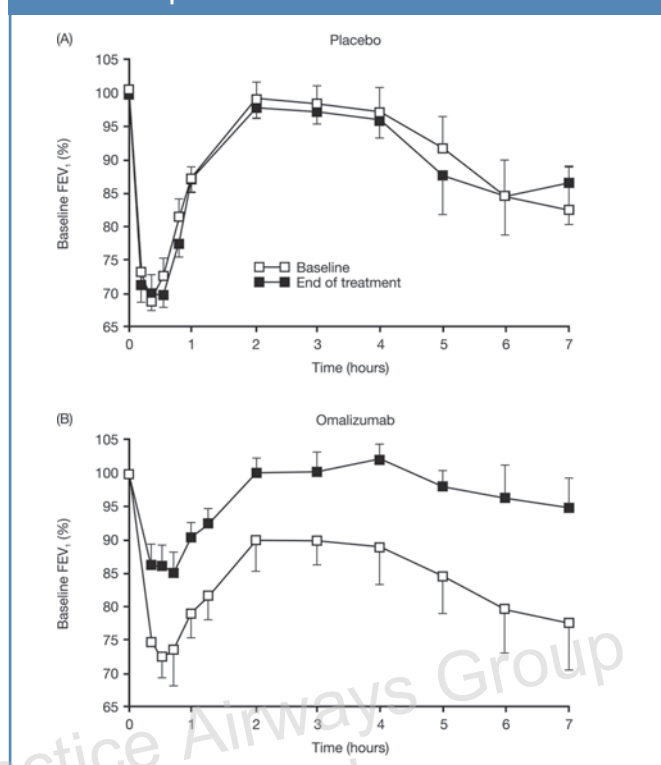 (A)
Placebo
105
100
95
90
85
80
75
70
65
Baseline FEV, (%)
Baseline
End of treatment
0 1 2 3 4 5 6 7
Time (hours)
(B)
Omalizumab
105
100
95
90
85
80
75
70
65
Baseline FEV, (%)
0 1 2 3 4 5 6 7
Time (hours)
Airways Group